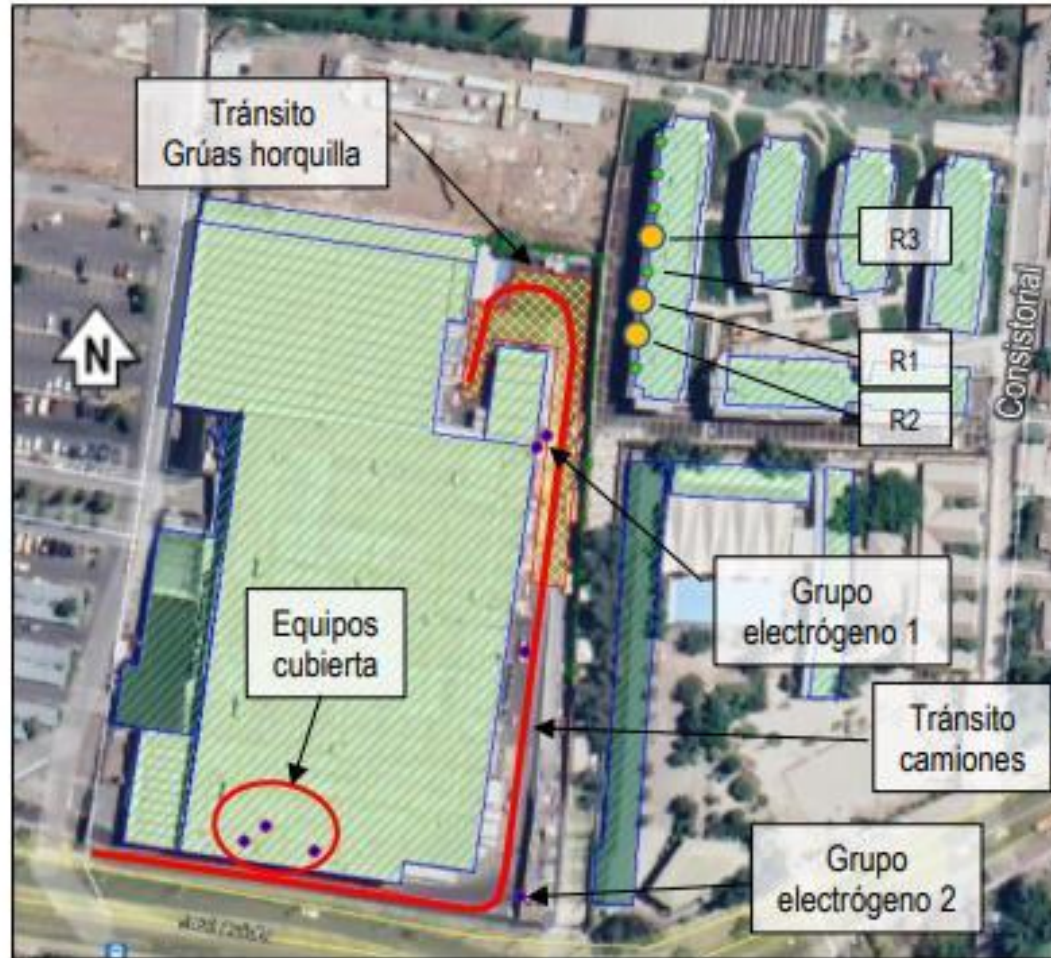 Tránsito
Grúas horquilla
R3
N
R1
Consistorial
R2
Grupo
electrógeno 1
Equipos
cubierta
Tránsito
camiones
Grupo
electrógeno 2